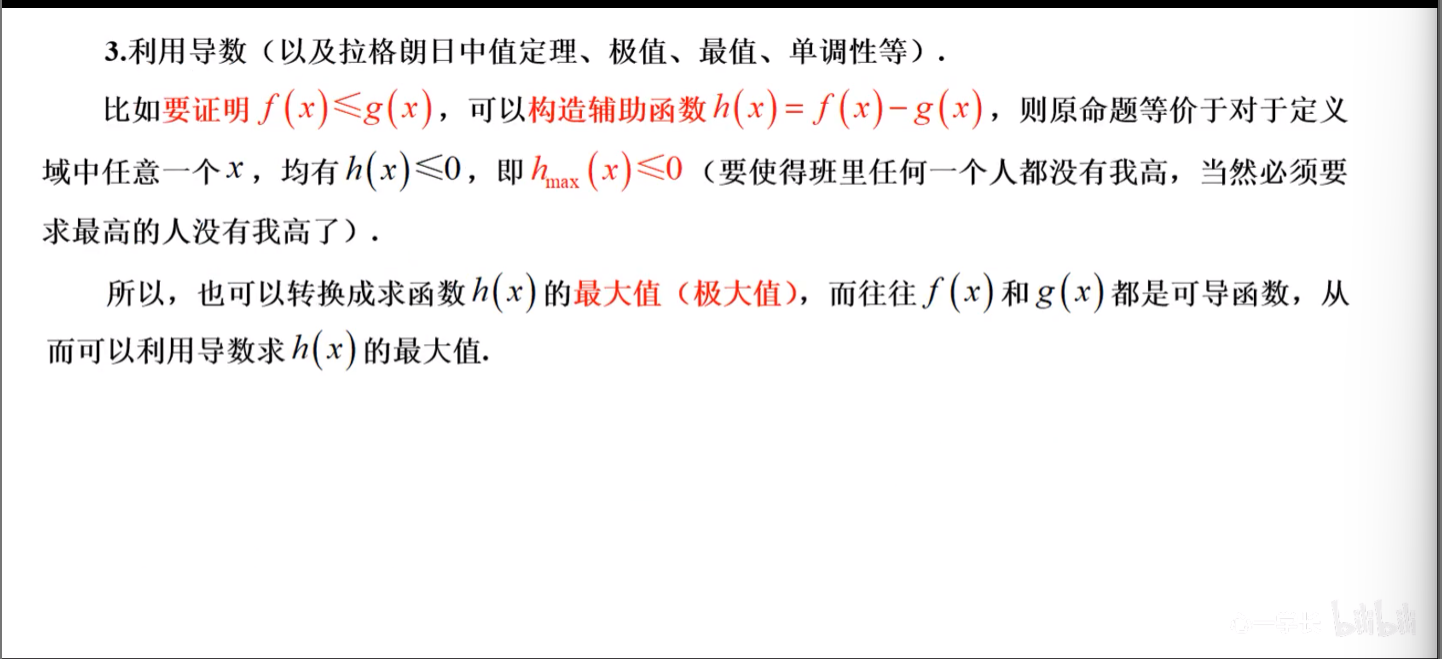 3.利用导数（以及拉格朗日中值定理、极值、最值、单调性等）.
比如要证明 f(x)≤g(x)，可以构造辅助函数 h(x)=f(x)−g(x)，则原命题等价于对于定义
域中任意一个 x，均有 h(x)≤0，即 hmax(x)≤0（要使得班里任何一个人都没有我高，当然必须要
求最高的人没有我高了）.
所以，也可以转换成求函数 h(x) 的最大值（极大值），而往往 f(x) 和 g(x) 都是可导函数，从
而可以利用导数求 h(x) 的最大值.
bilibili